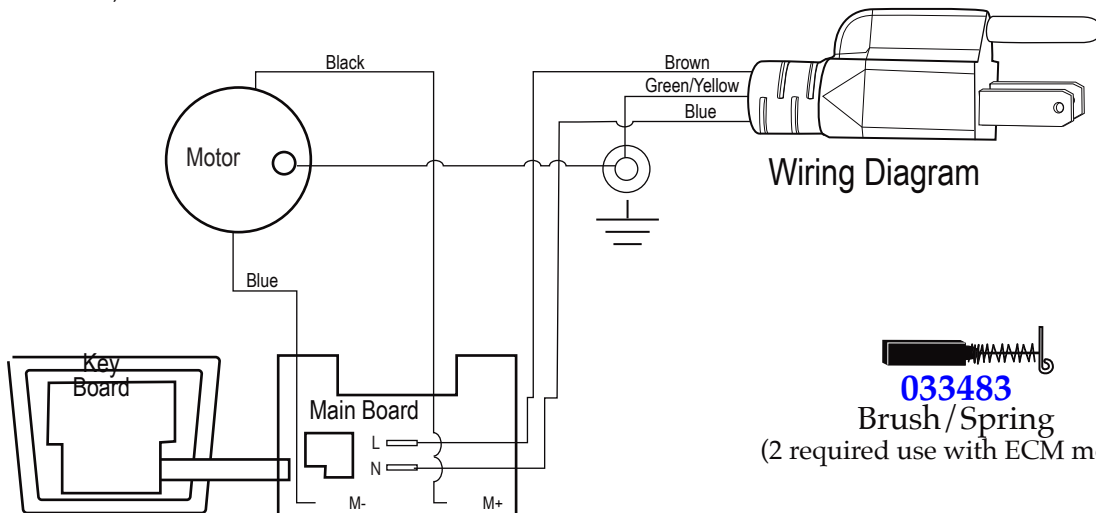 Black
Brown
Green/Yellow
Blue
Motor
Wiring Diagram
Blue
Key
Board
Main Board
L
N
M-
M+
033483
Brush/Spring
(2 required use with ECM